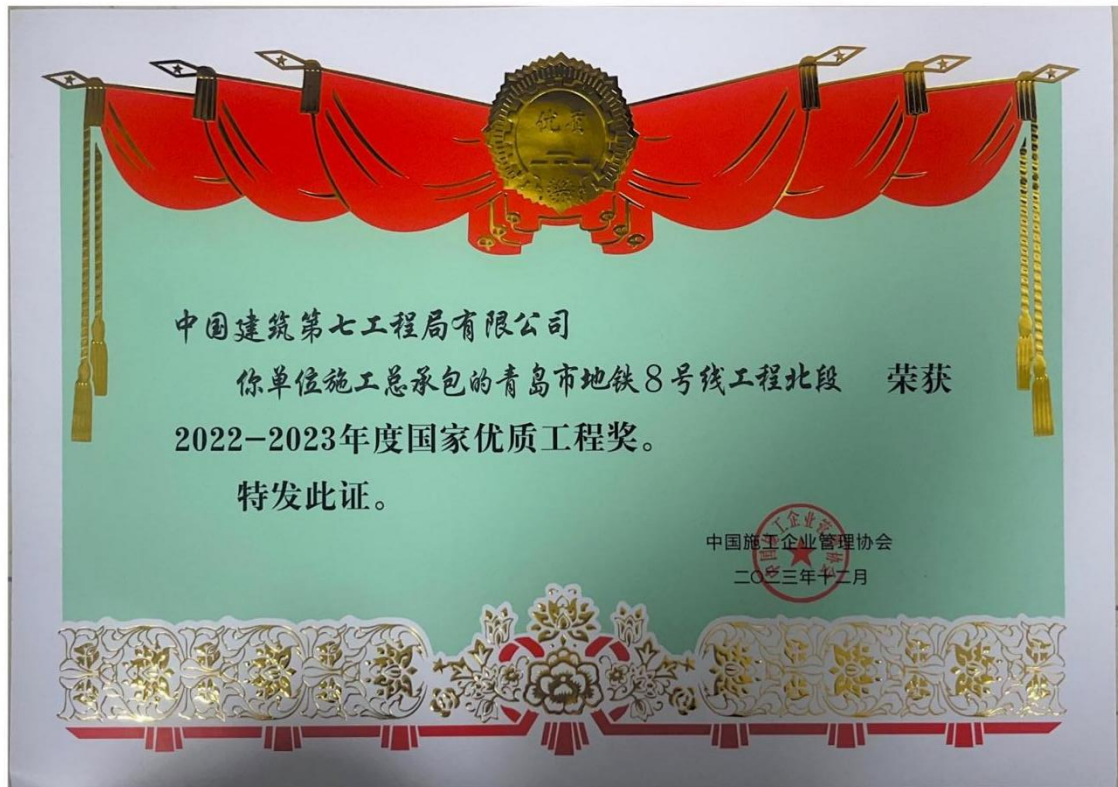 优质
中国建筑第七工程局有限公司
你单位施工总承包的青岛市地铁8号线工程北段 荣获
2022-2023年度国家优质工程奖。
特发此证。
中国施工企业管理协会
二〇二三年十二月